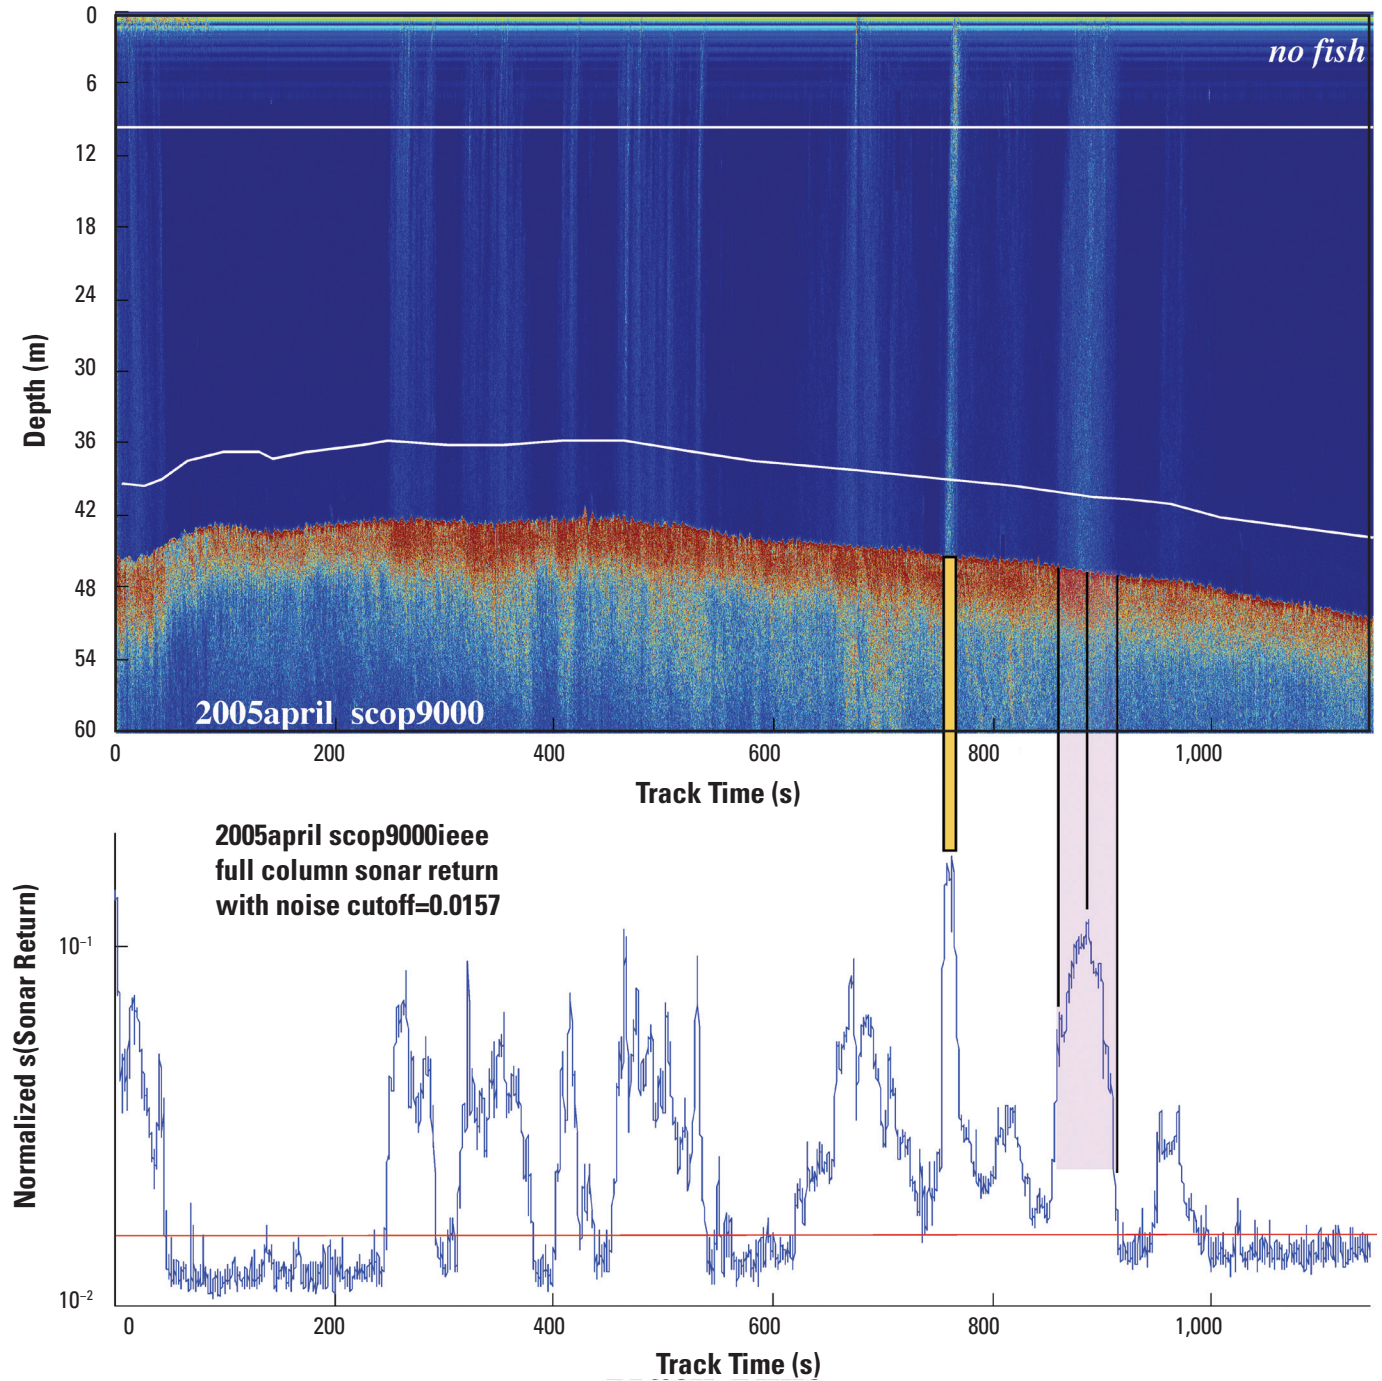 0
6
12
18
24
30
36
42
48
54
60
Depth (m)
no fish
2005april scop9000
0 200 400 600 800 1,000
Track Time (s)
2005april scop9000ieee
full column sonar return
with noise cutoff=0.0157
Normalized s(Sonar Return)
10⁻¹
10⁻²
0 200 400 600 800 1,000
Track Time (s)